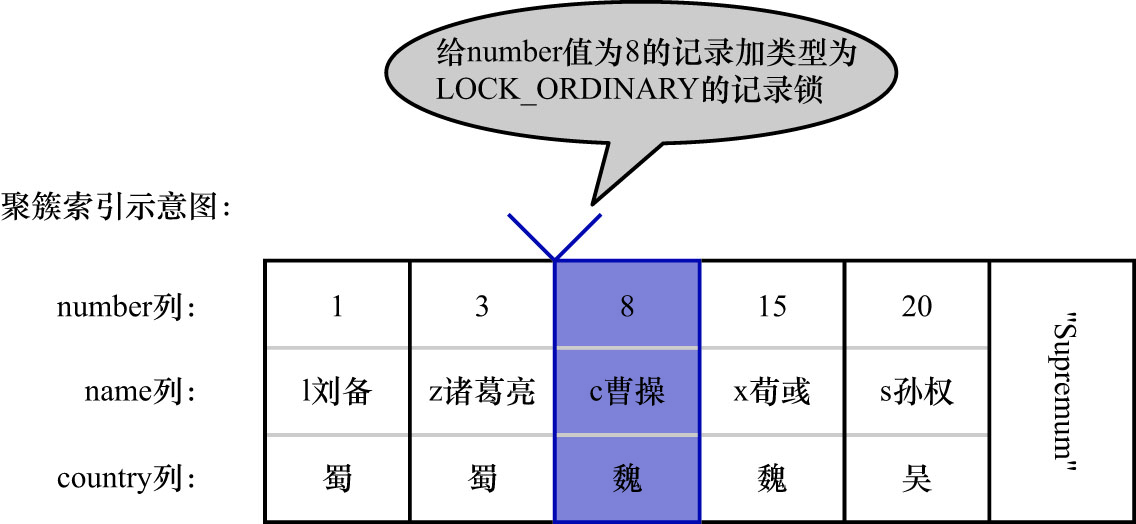 给number值为8的记录加类型为
LOCK_ORDINARY的记录锁
聚簇索引示意图：
number列： 1 3 8 15 20 "Supremum"
name列： l刘备 z诸葛亮 c曹操 x荀彧 s孙权
country列： 蜀 蜀 魏 魏 吴